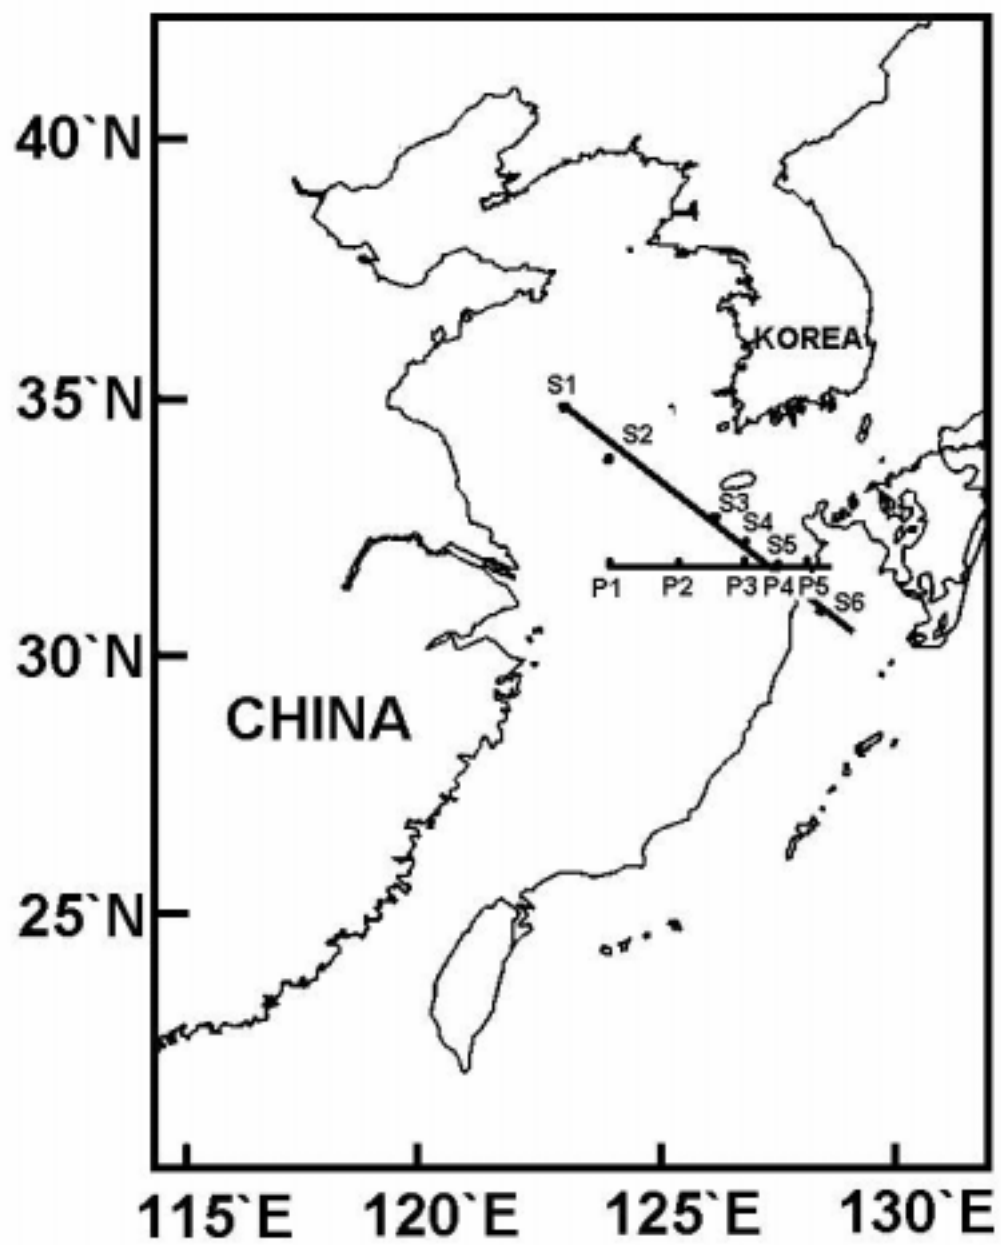 40`N
KOREA
35`N
S1
S2
S3
S4
S5
P1 P2 P3 P4 P5
S6
30`N
CHINA
25`N
115`E 120`E 125`E 130`E